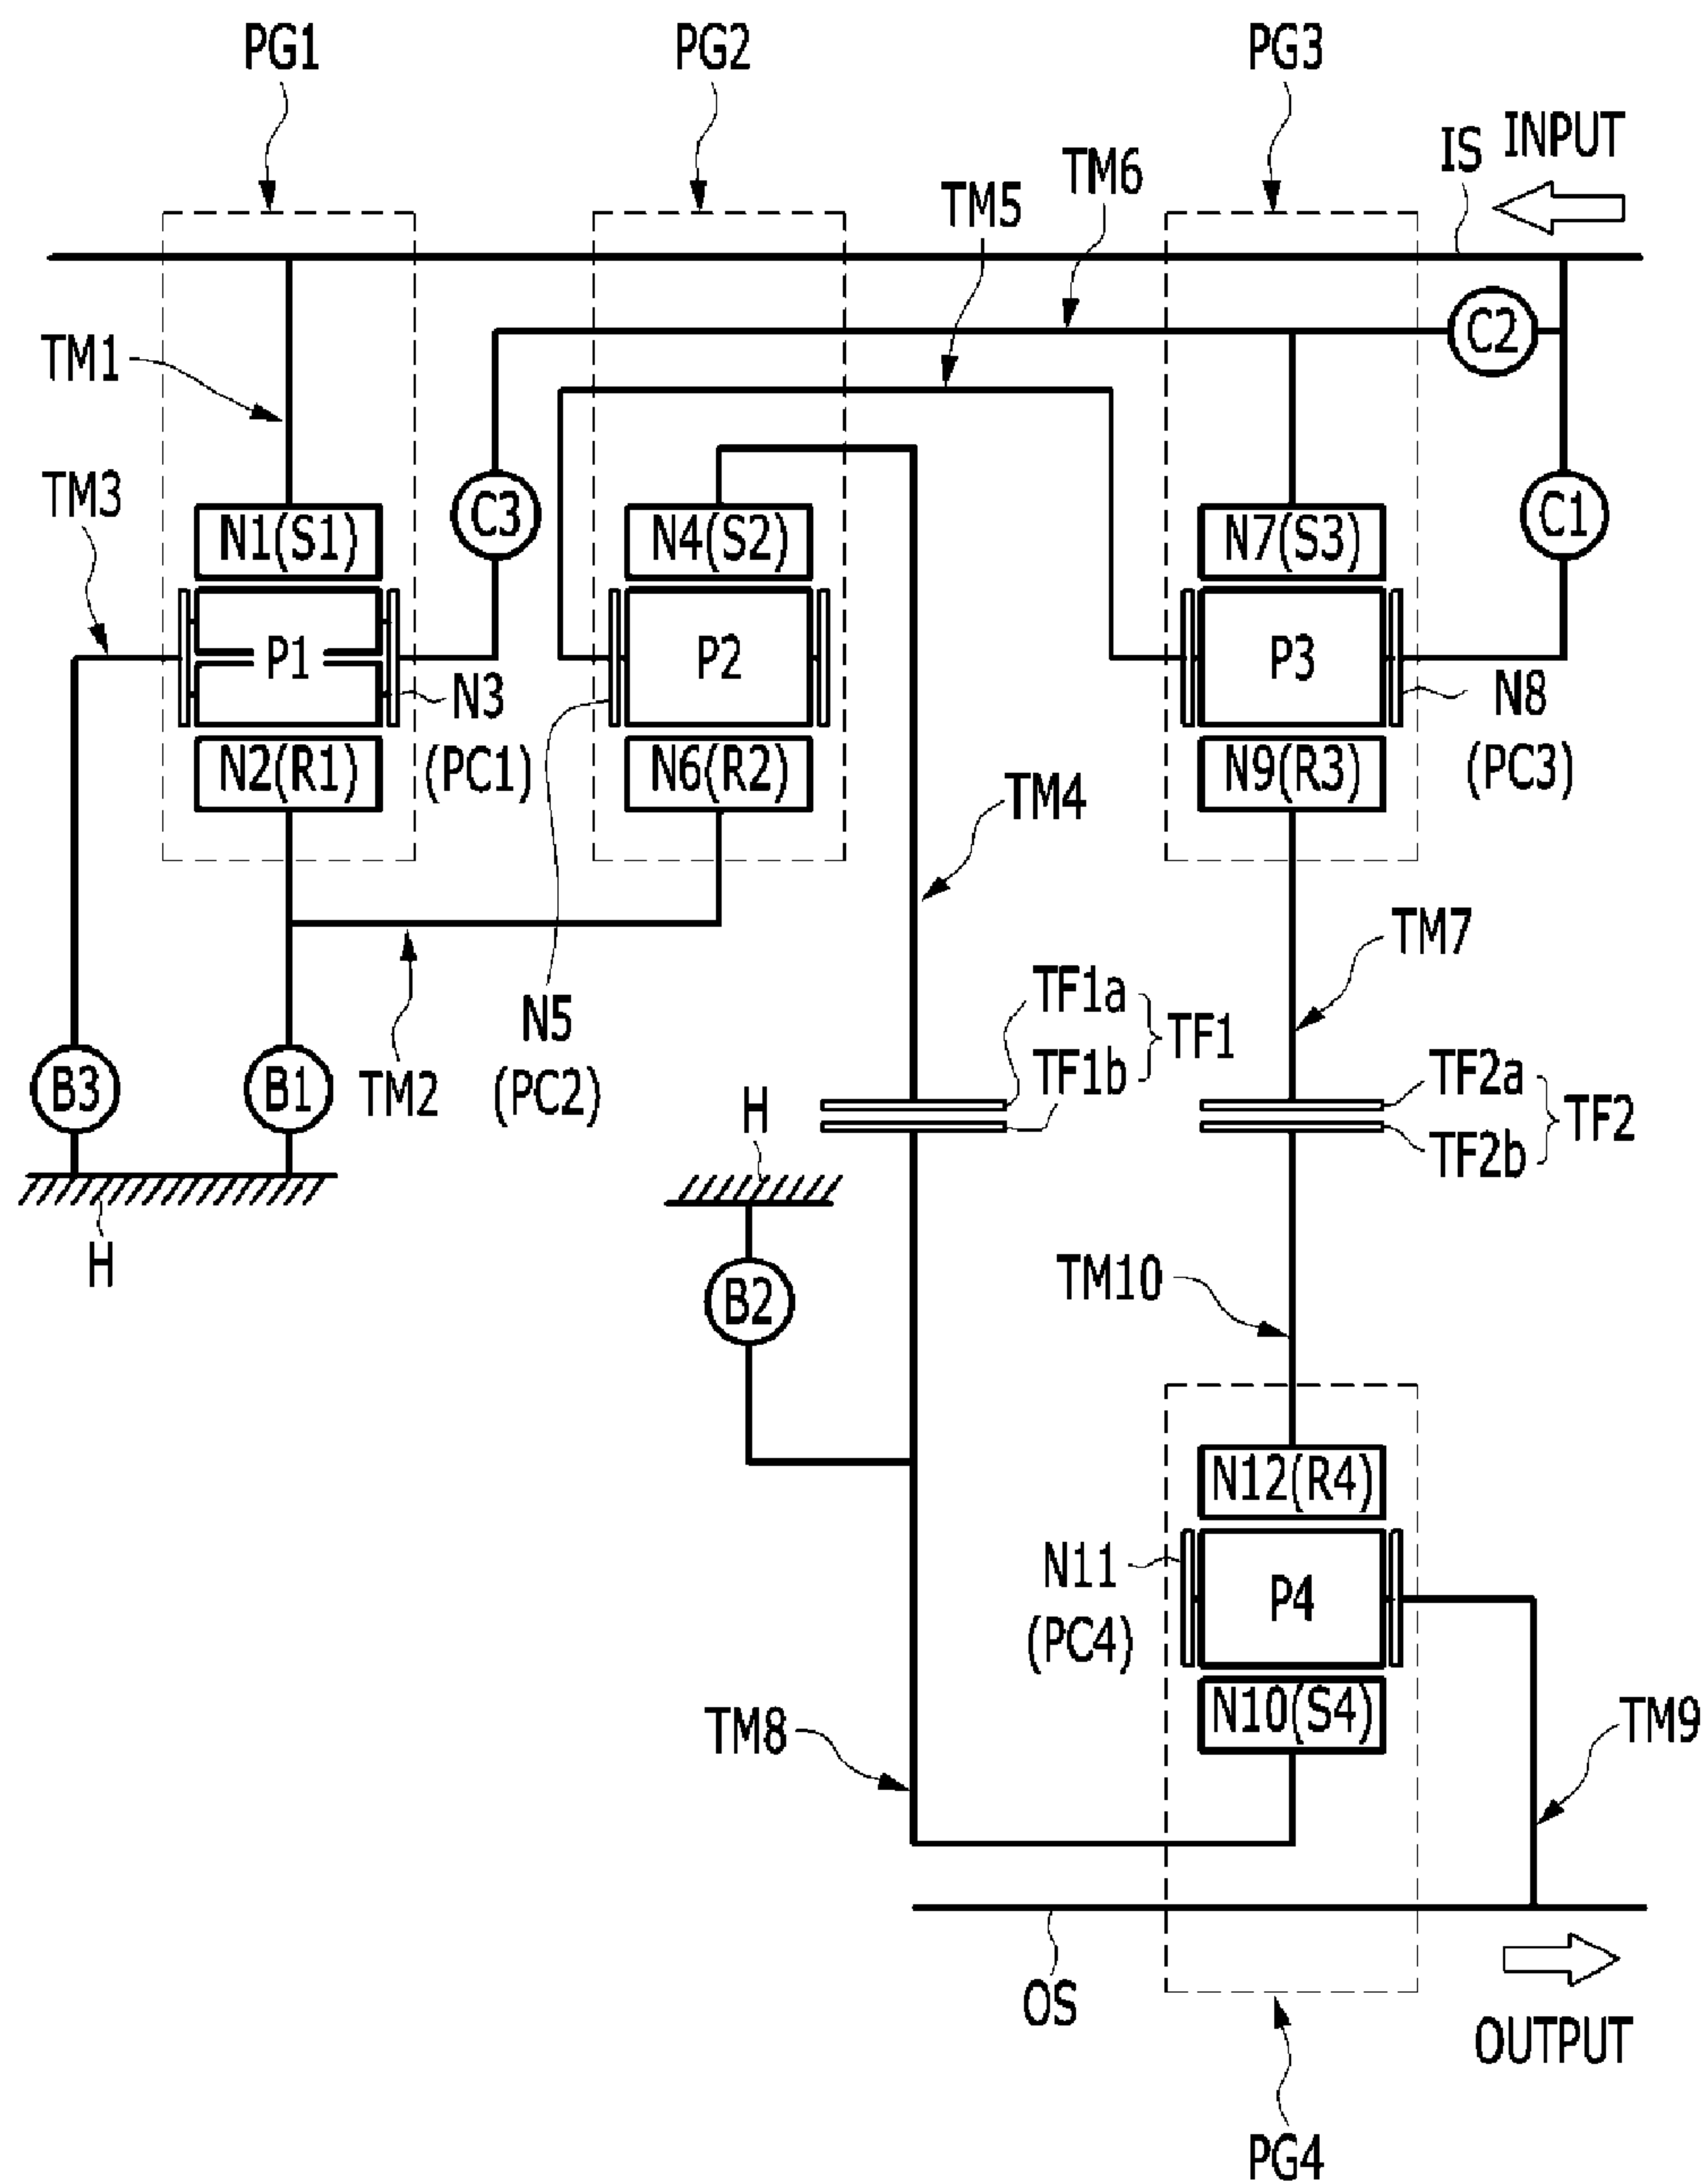 PG1
PG2
PG3
IS INPUT
TM6
TM5
TM1
C2
TM3
C3
C1
N1(S1)
N4(S2)
N7(S3)
P1
P2
P3
N3
(PC1)
N8
(PC3)
N2(R1)
N6(R2)
N9(R3)
TM4
TM7
TF1a
TF1b
TF1
N5
(PC2)
TM2
B3
B1
H
TF2a
TF2b
TF2
H
B2
TM10
N12(R4)
N11
(PC4)
P4
N10(S4)
TM8
TM9
OS
OUTPUT
PG4